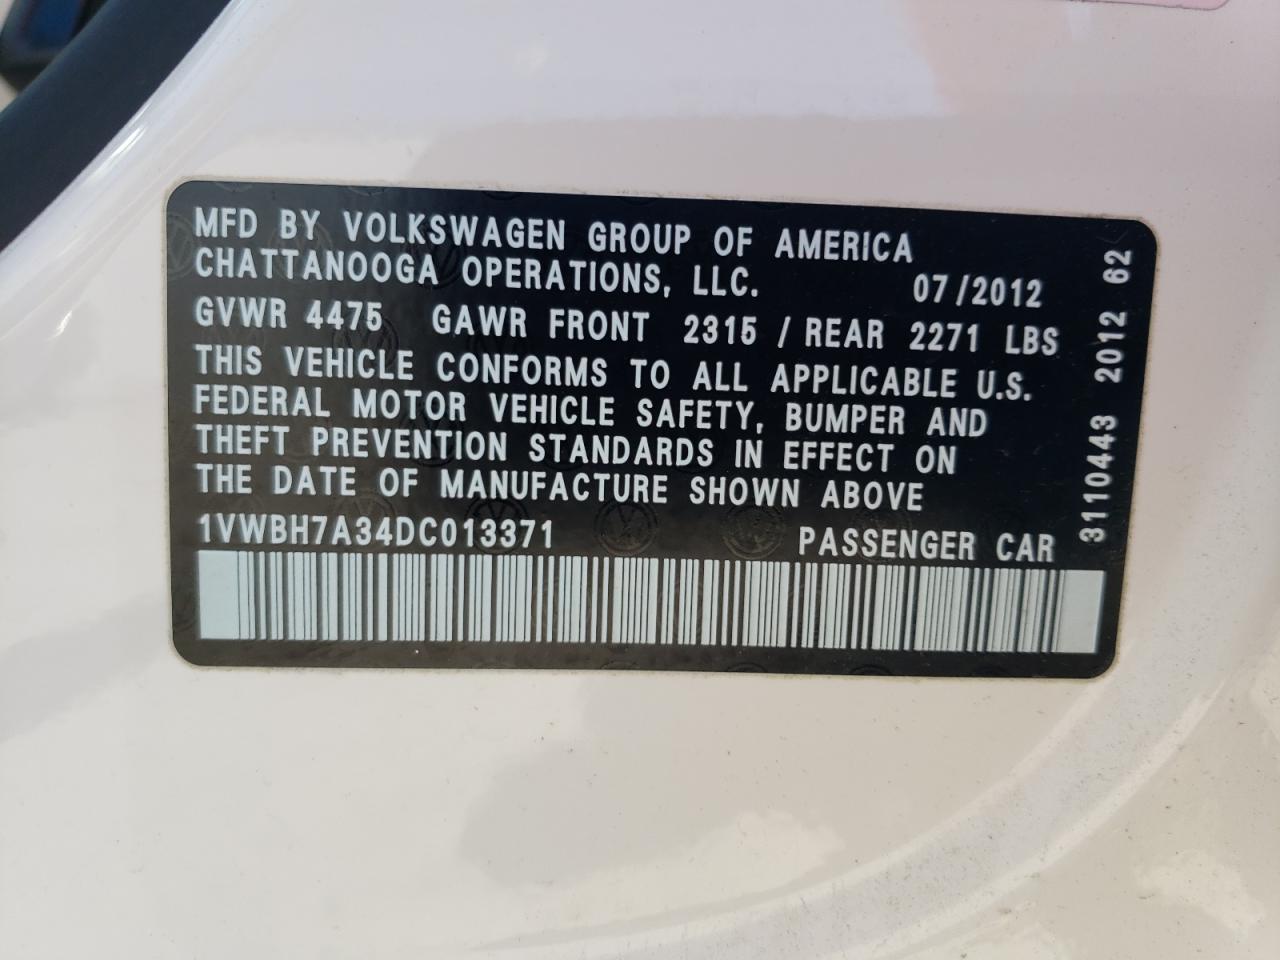 MFD BY VOLKSWAGEN GROUP OF AMERICA
CHATTANOOGA OPERATIONS, LLC. 07/2012
GVWR 4475 GAWR FRONT 2315 / REAR 2271 LBS
THIS VEHICLE CONFORMS TO ALL APPLICABLE U.S.
FEDERAL MOTOR VEHICLE SAFETY, BUMPER AND
THEFT PREVENTION STANDARDS IN EFFECT ON
THE DATE OF MANUFACTURE SHOWN ABOVE
1VWBH7A34DC013371 PASSENGER CAR
3110443 2012 62